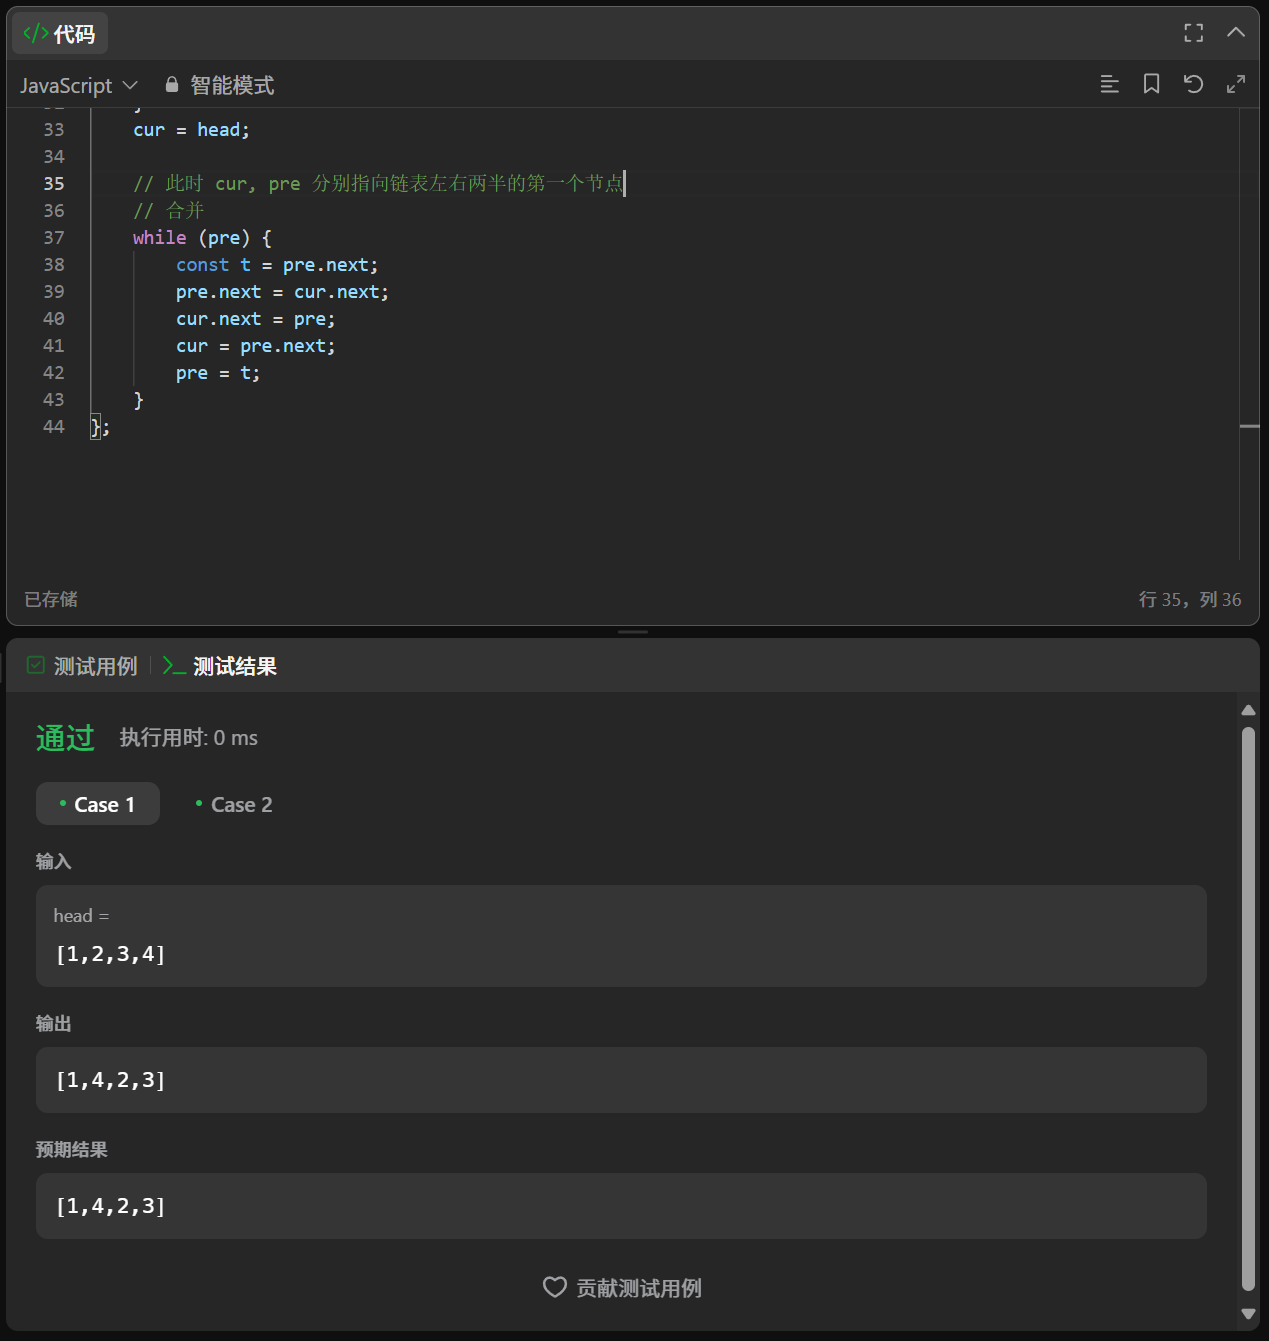 </> 代码
JavaScript 智能模式
33 cur = head;
34
35 // 此时 cur, pre 分别指向链表左右两半的第一个节点
36 // 合并
37 while (pre) {
38 const t = pre.next;
39 pre.next = cur.next;
40 cur.next = pre;
41 cur = pre.next;
42 pre = t;
43 }
44 };
已存储 行 35，列 36
测试用例 >_ 测试结果
通过 执行用时: 0 ms
• Case 1 • Case 2
输入
head =
[1,2,3,4]
输出
[1,4,2,3]
预期结果
[1,4,2,3]
贡献测试用例